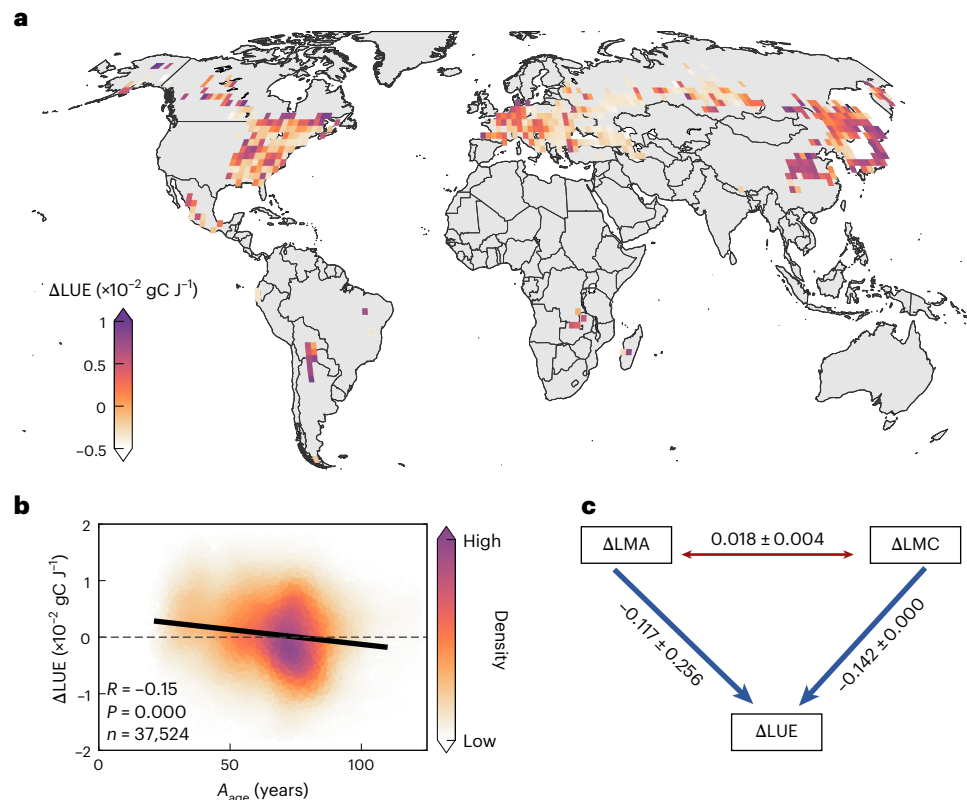 a
ΔLUE (×10⁻² gC J⁻¹)
1
0.5
0
−0.5
b
2
1
0
−1
−2
ΔLUE (×10⁻² gC J⁻¹)
R = −0.15
P = 0.000
n = 37,524
0
50
100
A_age (years)
High
Density
Low
c
ΔLMA
0.018 ± 0.004
ΔLMC
−0.117 ± 0.256
−0.142 ± 0.000
ΔLUE